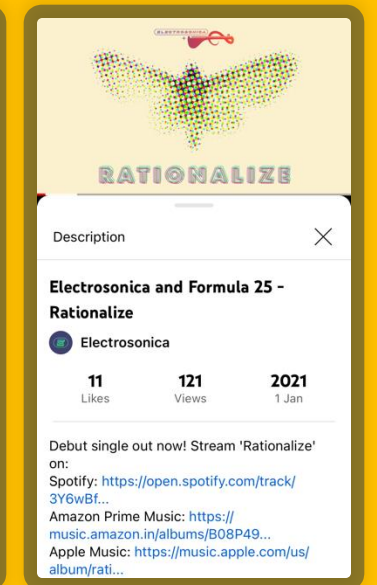 ELECTROSONICA
RATIONALIZE
Description
Electrosonica and Formula 25 -
Rationalize
Electrosonica
11 121 2021
Likes Views 1 Jan
Debut single out now! Stream 'Rationalize'
on:
Spotify: https://open.spotify.com/track/
3Y6wBf...
Amazon Prime Music: https://
music.amazon.in/albums/B08P49...
Apple Music: https://music.apple.com/us/
album/rati...